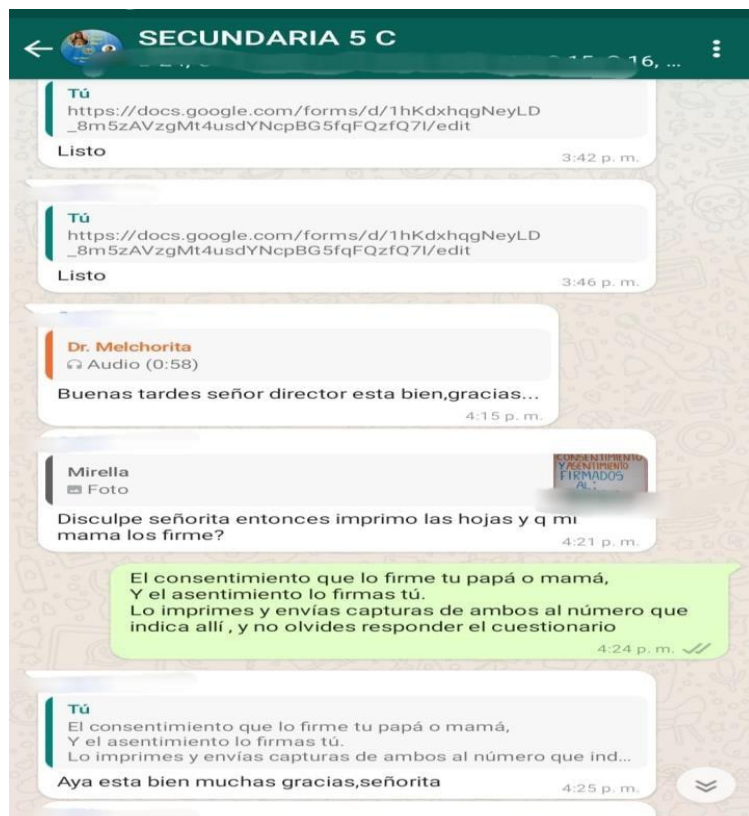 SECUNDARIA 5 C
16, ...
Tú
https://docs.google.com/forms/d/1hKdxhqgNeyLD
_8m5zAVzgMt4usdYNcpBG5fqFQzfQ7I/edit
Listo
3:42 p. m.
Tú
https://docs.google.com/forms/d/1hKdxhqgNeyLD
_8m5zAVzgMt4usdYNcpBG5fqFQzfQ7I/edit
Listo
3:46 p. m.
Dr. Melchorita
Audio (0:58)
Buenas tardes señor director esta bien,gracias...
4:15 p. m.
Mirella
Foto
CONSENTIMIENTO
Y ASENTIMIENTO
FIRMADOS
AL:
Disculpe señorita entonces imprimo las hojas y q mi
mama los firme?
4:21 p. m.
El consentimiento que lo firme tu papá o mamá,
Y el asentimiento lo firmas tú.
Lo imprimes y envías capturas de ambos al número que
indica allí , y no olvides responder el cuestionario
4:24 p. m.
Tú
El consentimiento que lo firme tu papá o mamá,
Y el asentimiento lo firmas tú.
Lo imprimes y envías capturas de ambos al número que ind...
Aya esta bien muchas gracias,señorita
4:25 p. m.